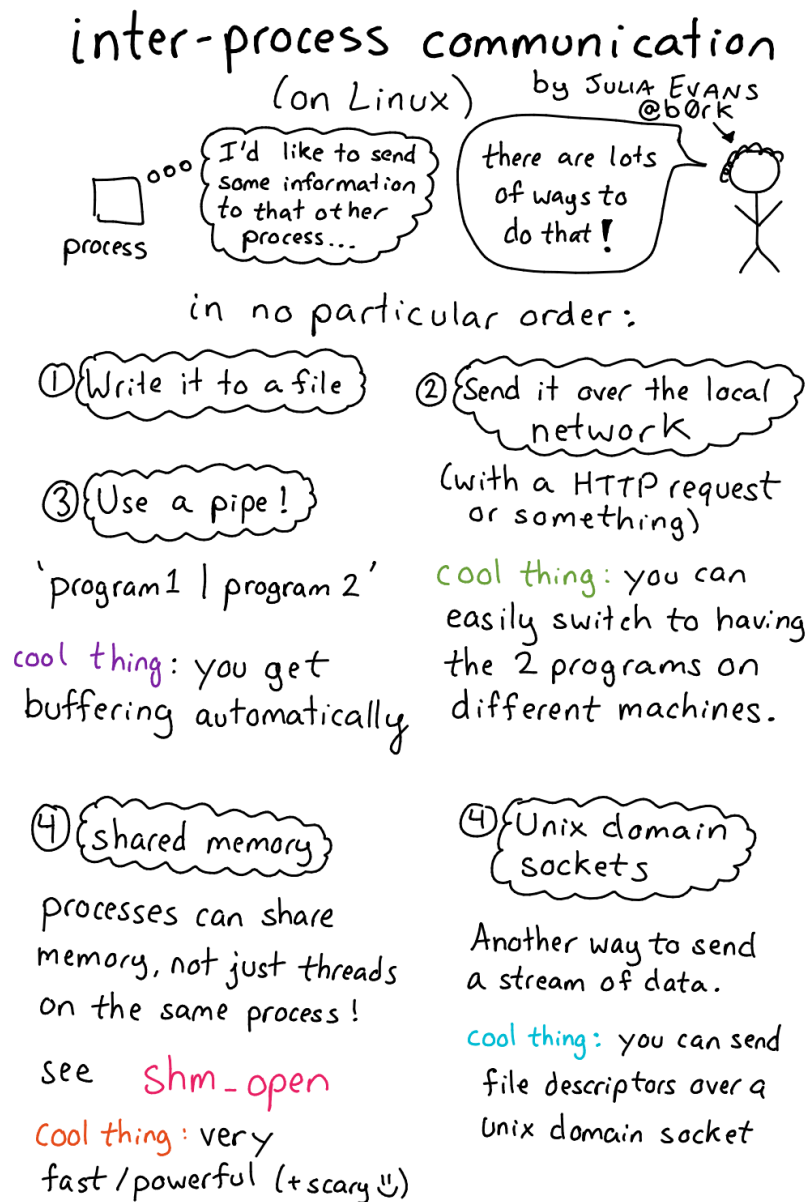 inter-process communication
(on Linux)
by JULIA EVANS
@b0rk
process
I'd like to send
some information
to that other
process...
there are lots
of ways to
do that!
in no particular order:
① Write it to a file
② Send it over the local
network
(with a HTTP request
or something)
cool thing: you can
easily switch to having
the 2 programs on
different machines.
③ Use a pipe!
'program1 | program 2'
cool thing: you get
buffering automatically
④ shared memory
processes can share
memory, not just threads
on the same process!
see shm_open
cool thing: very
fast/powerful (+scary ☺)
④ Unix domain
sockets
Another way to send
a stream of data.
cool thing: you can send
file descriptors over a
unix domain socket